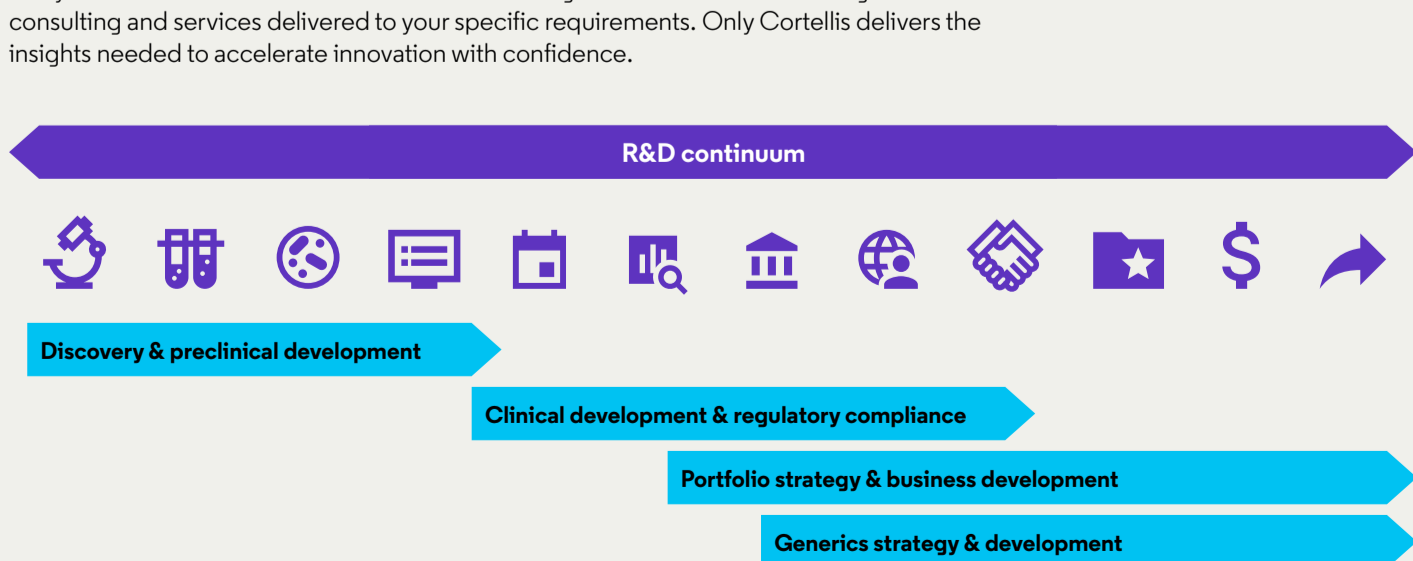 consulting and services delivered to your specific requirements. Only Cortellis delivers the
insights needed to accelerate innovation with confidence.
R&D continuum
Discovery & preclinical development
Clinical development & regulatory compliance
Portfolio strategy & business development
Generics strategy & development